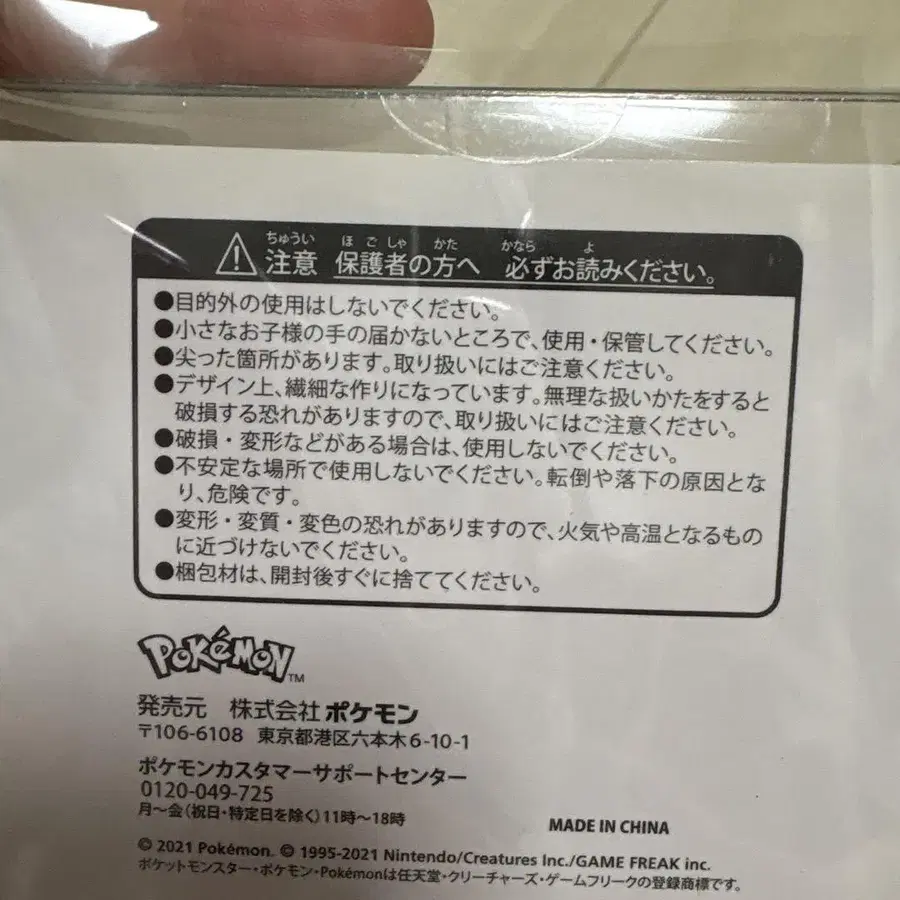 ちゅうい ほごしゃ かた かなら よ
注意 保護者の方へ 必ずお読みください。
●目的外の使用はしないでください。
●小さなお子様の手の届かないところで、使用・保管してください。
●尖った箇所があります。取り扱いにはご注意ください。
●デザイン上、繊細な作りになっています。無理な扱いかたをすると
破損する恐れがありますので、取り扱いにはご注意ください。
●破損・変形などがある場合は、使用しないでください。
●不安定な場所で使用しないでください。転倒や落下の原因とな
り、危険です。
●変形・変質・変色の恐れがありますので、火気や高温となるもの
に近づけないでください。
●梱包材は、開封後すぐに捨ててください。
POKéMON™
発売元 株式会社ポケモン
〒106-6108 東京都港区六本木6-10-1
ポケモンカスタマーサポートセンター
0120-049-725
月～金(祝日・特定日を除く)11時～18時
MADE IN CHINA
© 2021 Pokémon. © 1995-2021 Nintendo/Creatures Inc./GAME FREAK inc.
ポケットモンスター・ポケモン・Pokémonは任天堂・クリーチャーズ・ゲームフリークの登録商標です。